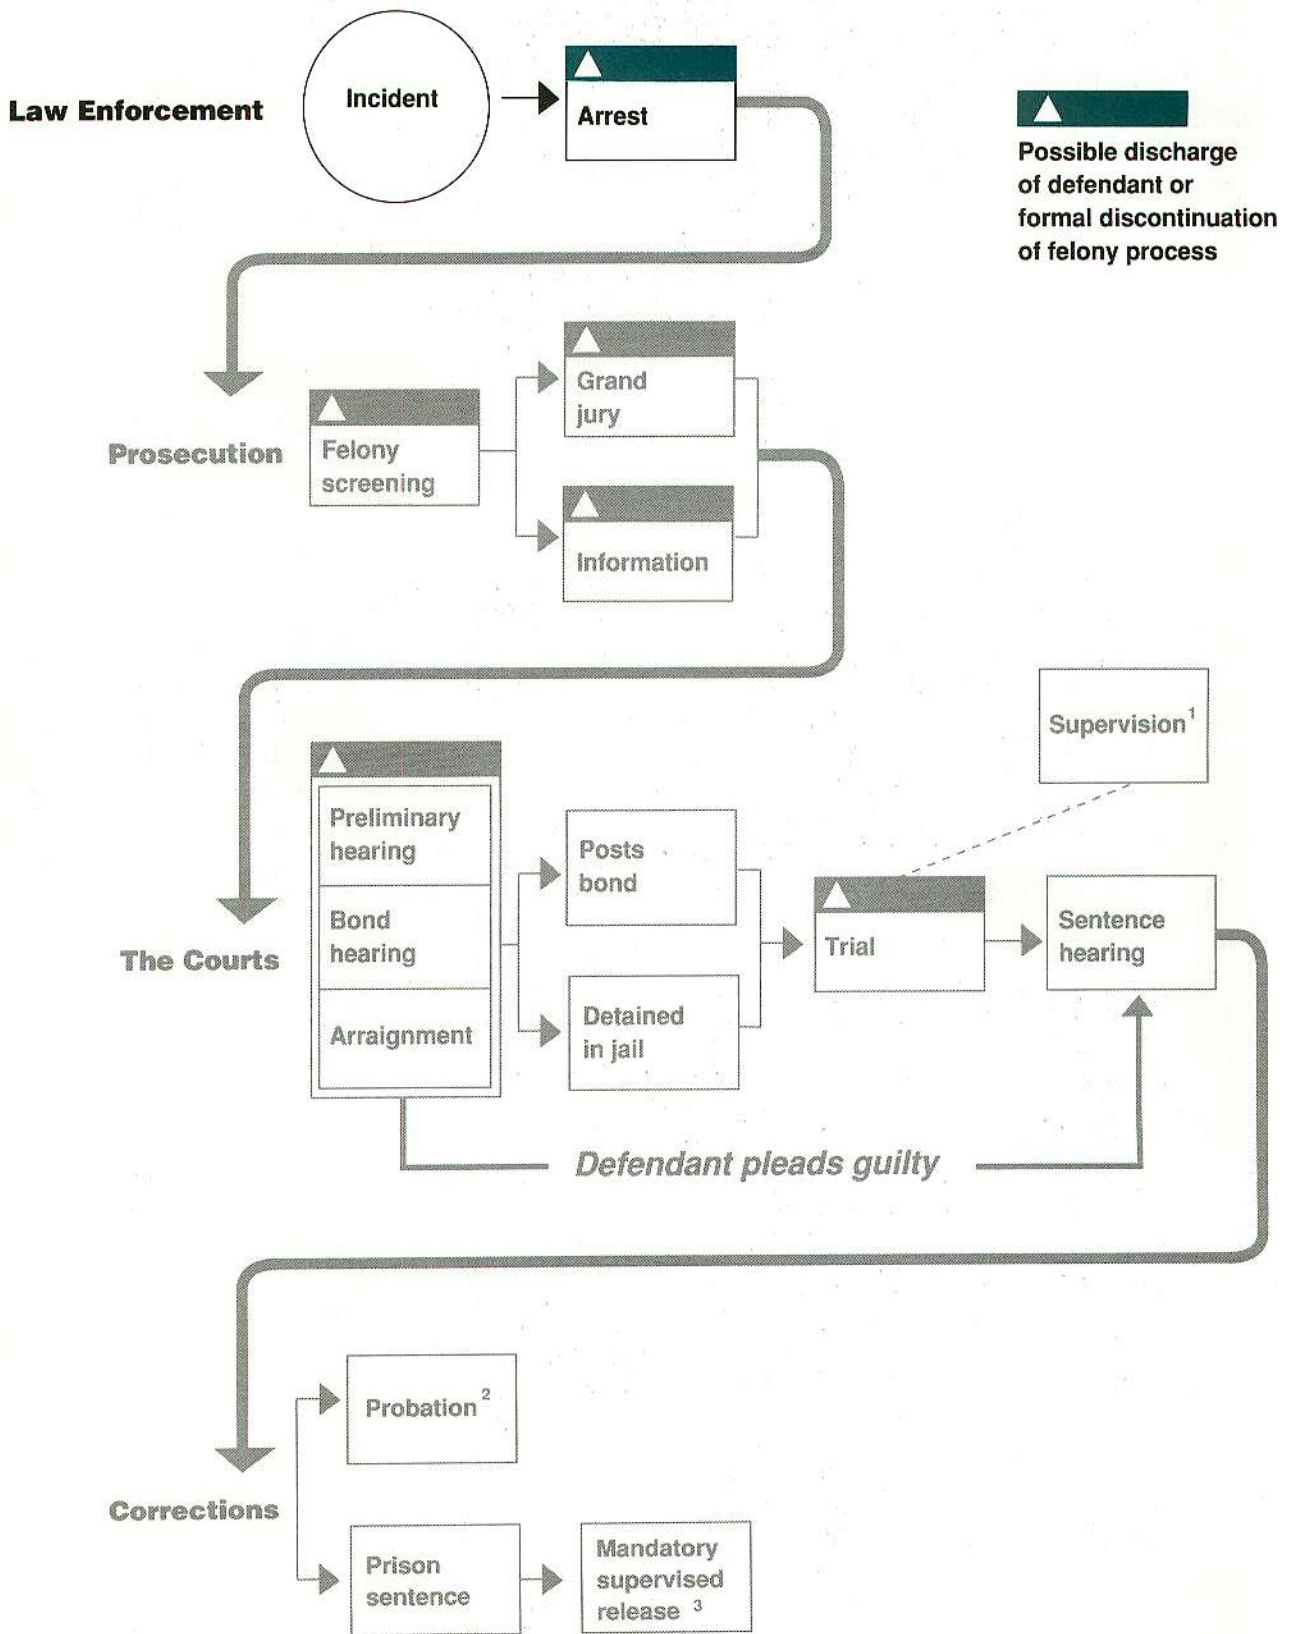 Law Enforcement
Incident
Arrest
Possible discharge
of defendant or
formal discontinuation
of felony process
Prosecution
Felony
screening
Grand
jury
Information
The Courts
Preliminary
hearing
Bond
hearing
Arraignment
Posts
bond
Detained
in jail
Trial
Supervision¹
Sentence
hearing
Defendant pleads guilty
Corrections
Probation²
Prison
sentence
Mandatory
supervised
release ³